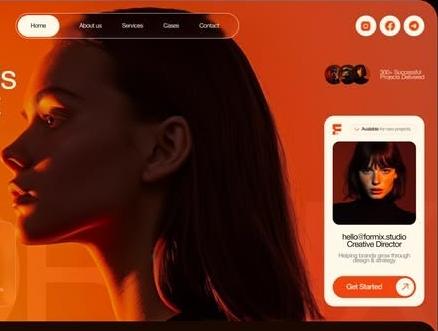 Home
About us
Services
Cases
Contact
S
300+ Successful
Projects Delivered
Available for new projects
hello@formix.studio
Creative Director
Helping brands grow through
design & strategy
Get Started